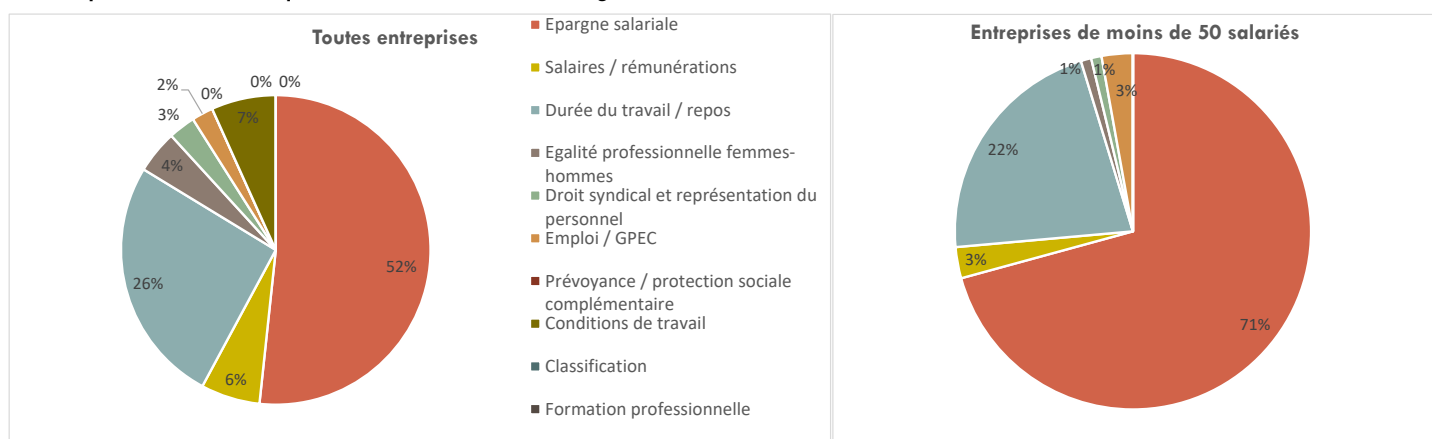 Toutes entreprises
2%
0%
0%
0%
3%
7%
4%
26%
52%
6%
Epargne salariale
Salaires / rémunérations
Durée du travail / repos
Egalité professionnelle femmes-
hommes
Droit syndical et représentation du
personnel
Emploi / GPEC
Prévoyance / protection sociale
complémentaire
Conditions de travail
Classification
Formation professionnelle
Entreprises de moins de 50 salariés
1%
1%
3%
22%
3%
71%